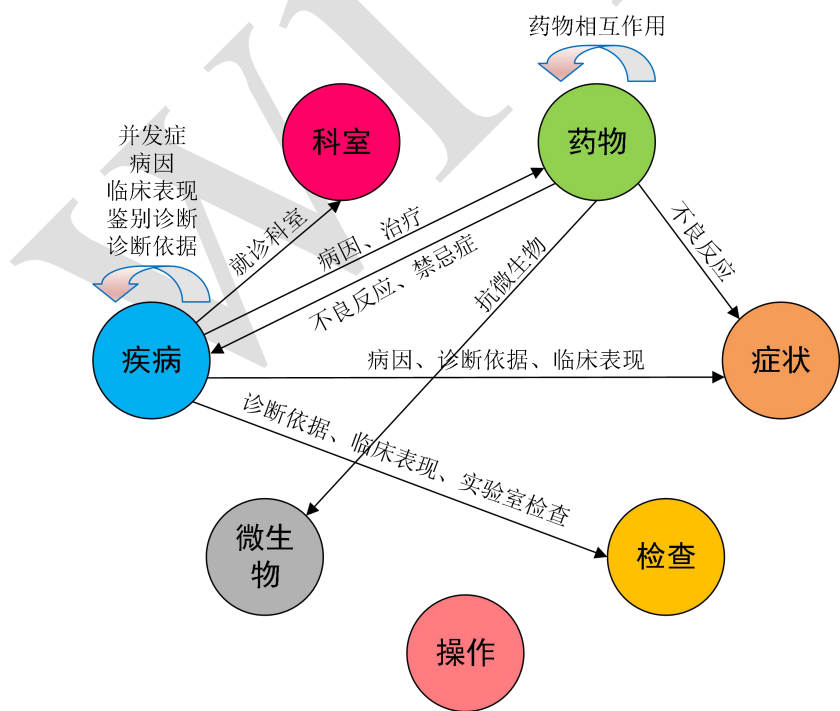 药物相互作用
科室
药物
并发症
病因
临床表现
鉴别诊断
诊断依据
就诊科室
病因、治疗
不良反应、禁忌症
抗微生物
不良反应
疾病
病因、诊断依据、临床表现
症状
诊断依据、临床表现、实验室检查
微生
物
检查
操作